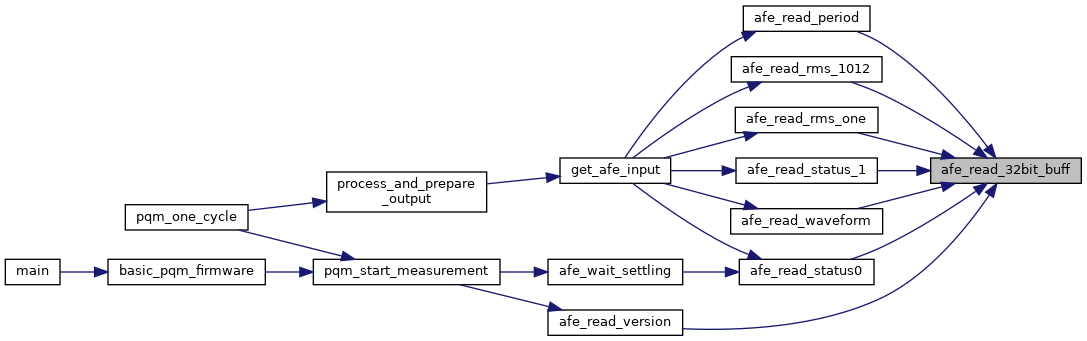 afe_read_period
afe_read_rms_1012
afe_read_rms_one
get_afe_input
afe_read_status_1
afe_read_32bit_buff
process_and_prepare
_output
pqm_one_cycle
afe_read_waveform
main
basic_pqm_firmware
pqm_start_measurement
afe_wait_settling
afe_read_status0
afe_read_version